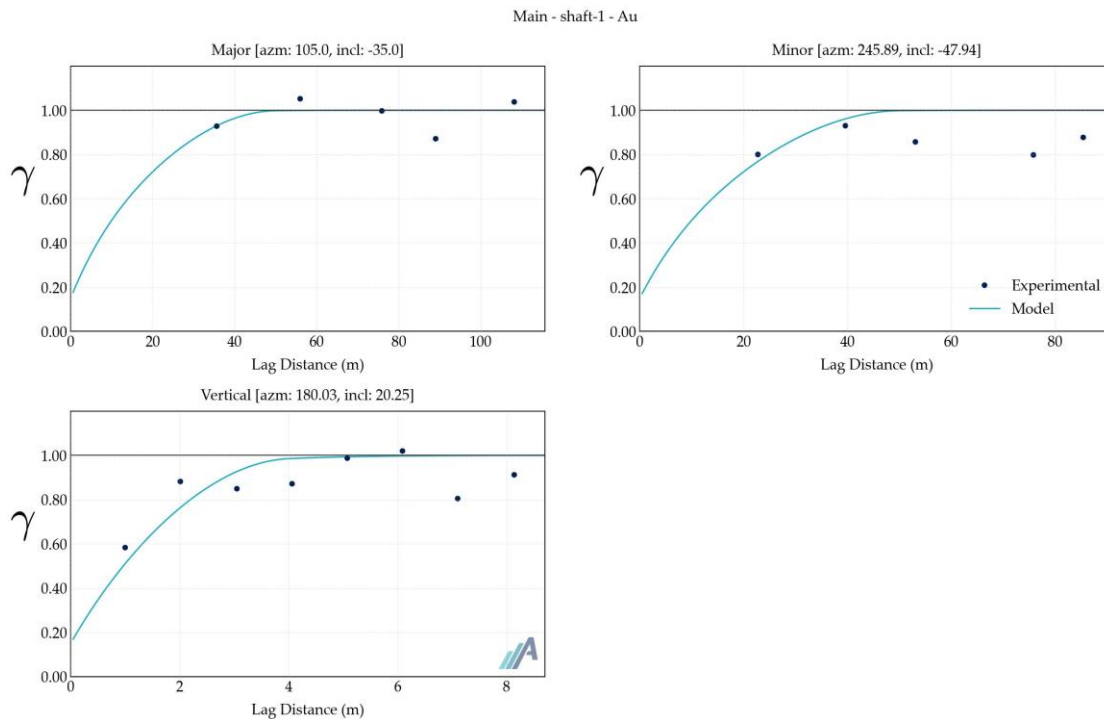 Main - shaft-1 - Au
Major [azm: 105.0, incl: -35.0]
1.00
0.80
0.60
0.40
0.20
0.00
γ
0 20 40 60 80 100
Lag Distance (m)
Minor [azm: 245.89, incl: -47.94]
1.00
0.80
0.60
0.40
0.20
0.00
γ
Experimental
Model
0 20 40 60 80
Lag Distance (m)
Vertical [azm: 180.03, incl: 20.25]
1.00
0.80
0.60
0.40
0.20
0.00
γ
0 2 4 6 8
Lag Distance (m)